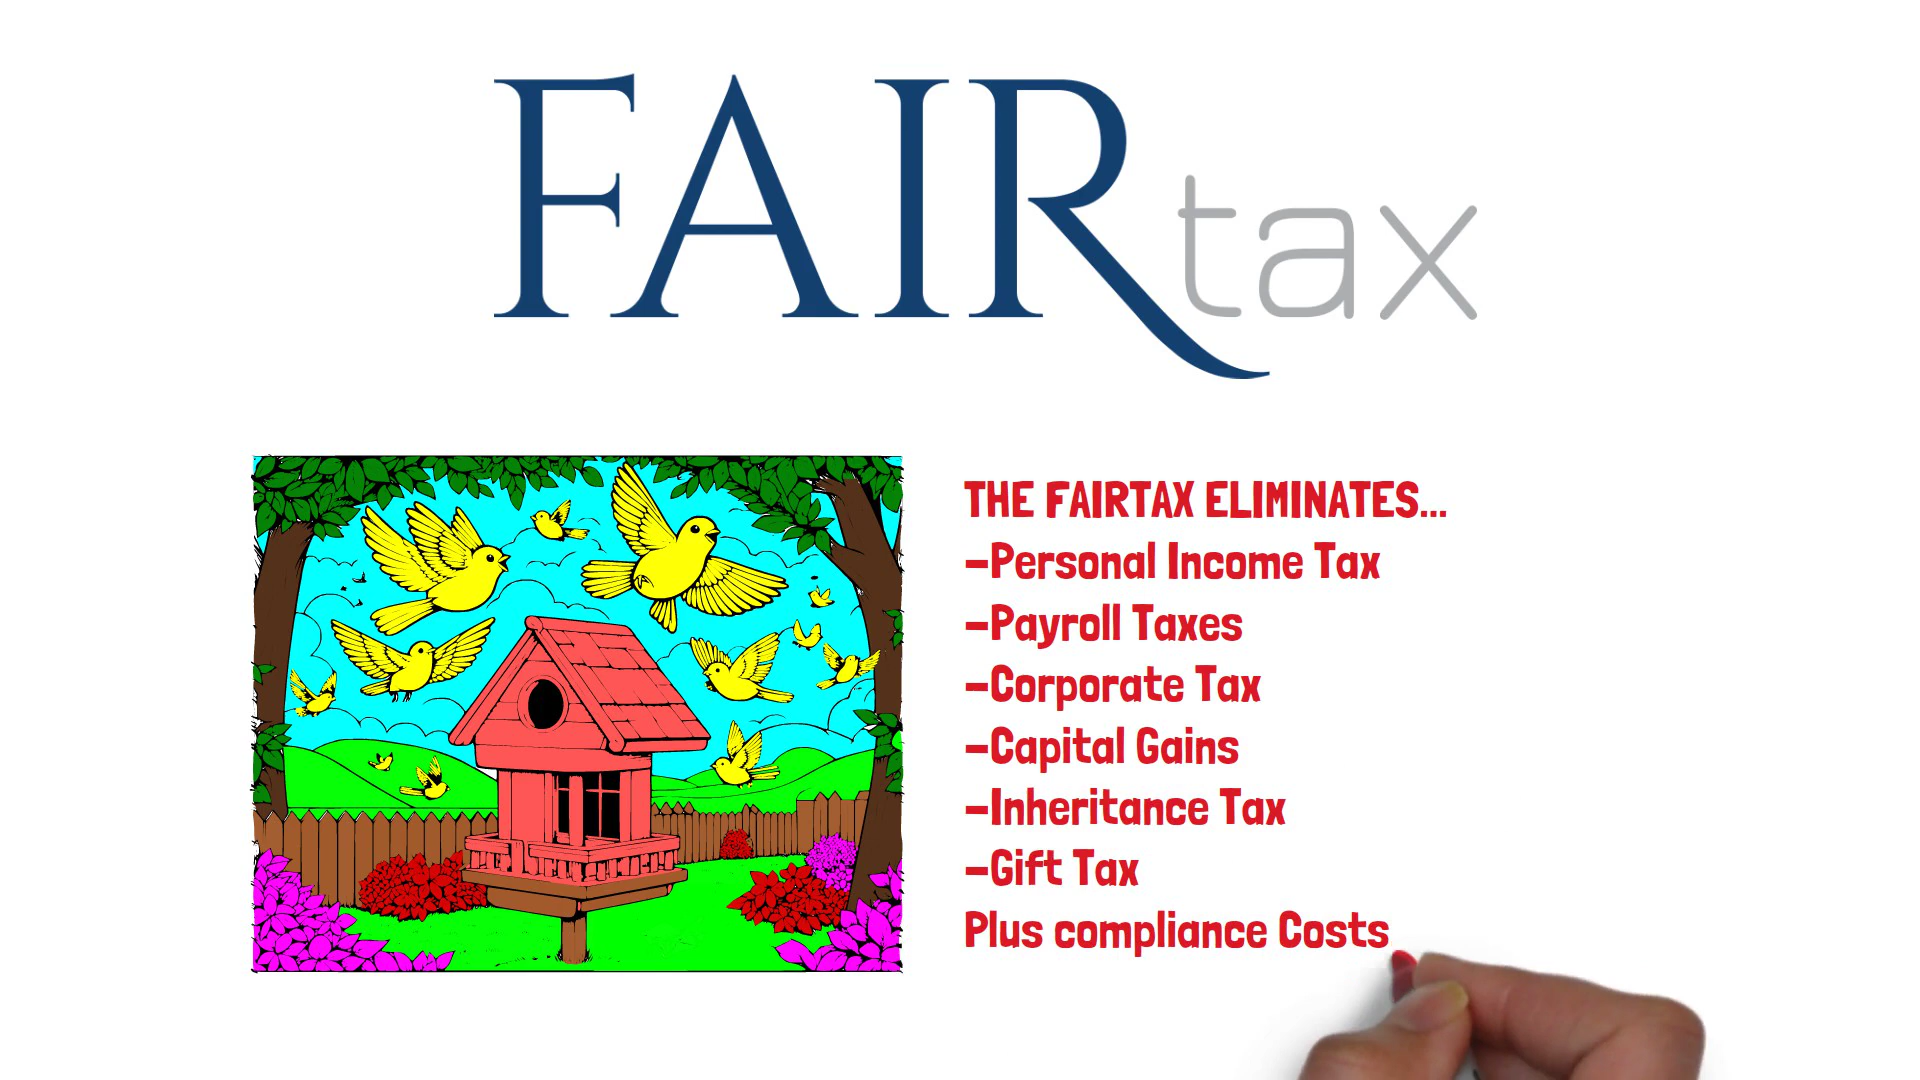 FAIRtax
THE FAIRTAX ELIMINATES...
-Personal Income Tax
-Payroll Taxes
-Corporate Tax
-Capital Gains
-Inheritance Tax
-Gift Tax
Plus compliance Costs